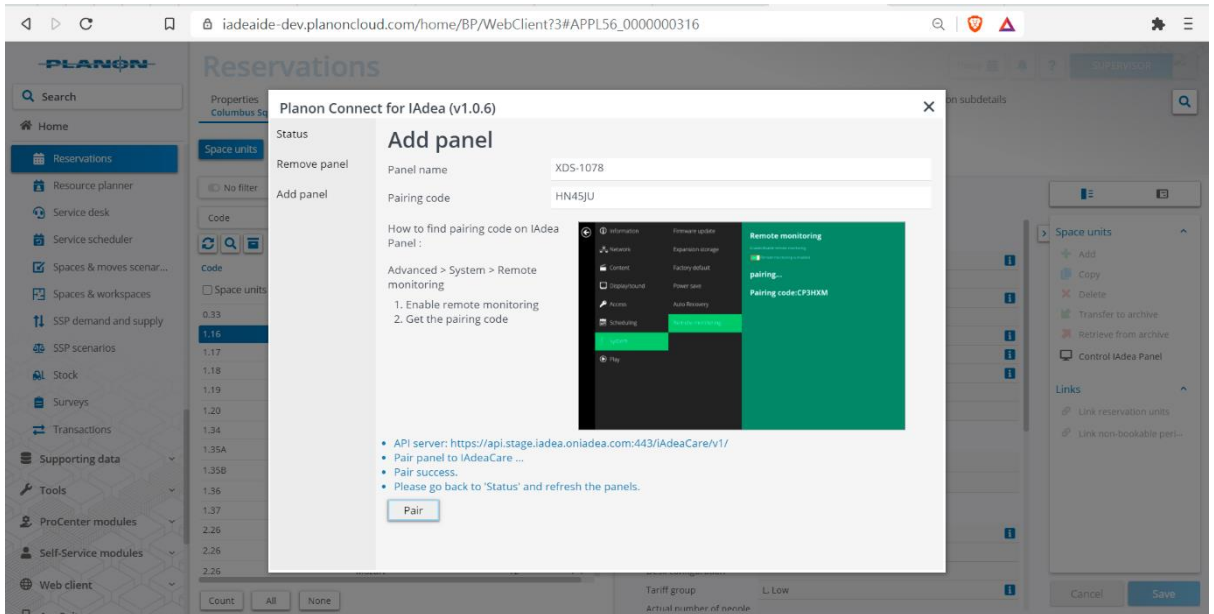 iadeaide-dev.planoncloud.com/home/BP/WebClient?3#APPL56_0000000316
PLANON
Reservations
SUPERVISOR
Search
Home
Reservations
Resource planner
Service desk
Service scheduler
Spaces & moves scenar...
Spaces & workspaces
SSP demand and supply
SSP scenarios
Stock
Surveys
Transactions
Supporting data
Tools
ProCenter modules
Self-Service modules
Web client
Properties
Columbus Sq
on subdetails
Space units
No filter
Code
Code
Space units
0.33
1.16
1.17
1.18
1.19
1.20
1.34
1.35A
1.35B
1.36
1.37
2.26
2.26
2.26
Count
All
None
Planon Connect for IAdea (v1.0.6)
Status
Remove panel
Add panel
Add panel
Panel name
XDS-1078
Pairing code
HN45JU
How to find pairing code on IAdea
Panel :
Advanced > System > Remote
monitoring
1. Enable remote monitoring
2. Get the pairing code
Information
Network
Content
Display/sound
Access
Scheduling
System
Play
Firmware update
Expansion storage
Factory default
Power save
Auto Recovery
Remote monitoring
Remote monitoring
pairing...
Pairing code:CP3HXM
• API server: https://api.stage.iadea.oniadea.com:443/iAdeaCare/v1/
• Pair panel to IAdeaCare ...
• Pair success.
• Please go back to 'Status' and refresh the panels.
Pair
Tariff group
L. Low
Actual number of people
Space units
Add
Copy
Delete
Transfer to archive
Retrieve from archive
Control IAdea Panel
Links
Link reservation units
Link non-bookable peri...
Cancel
Save